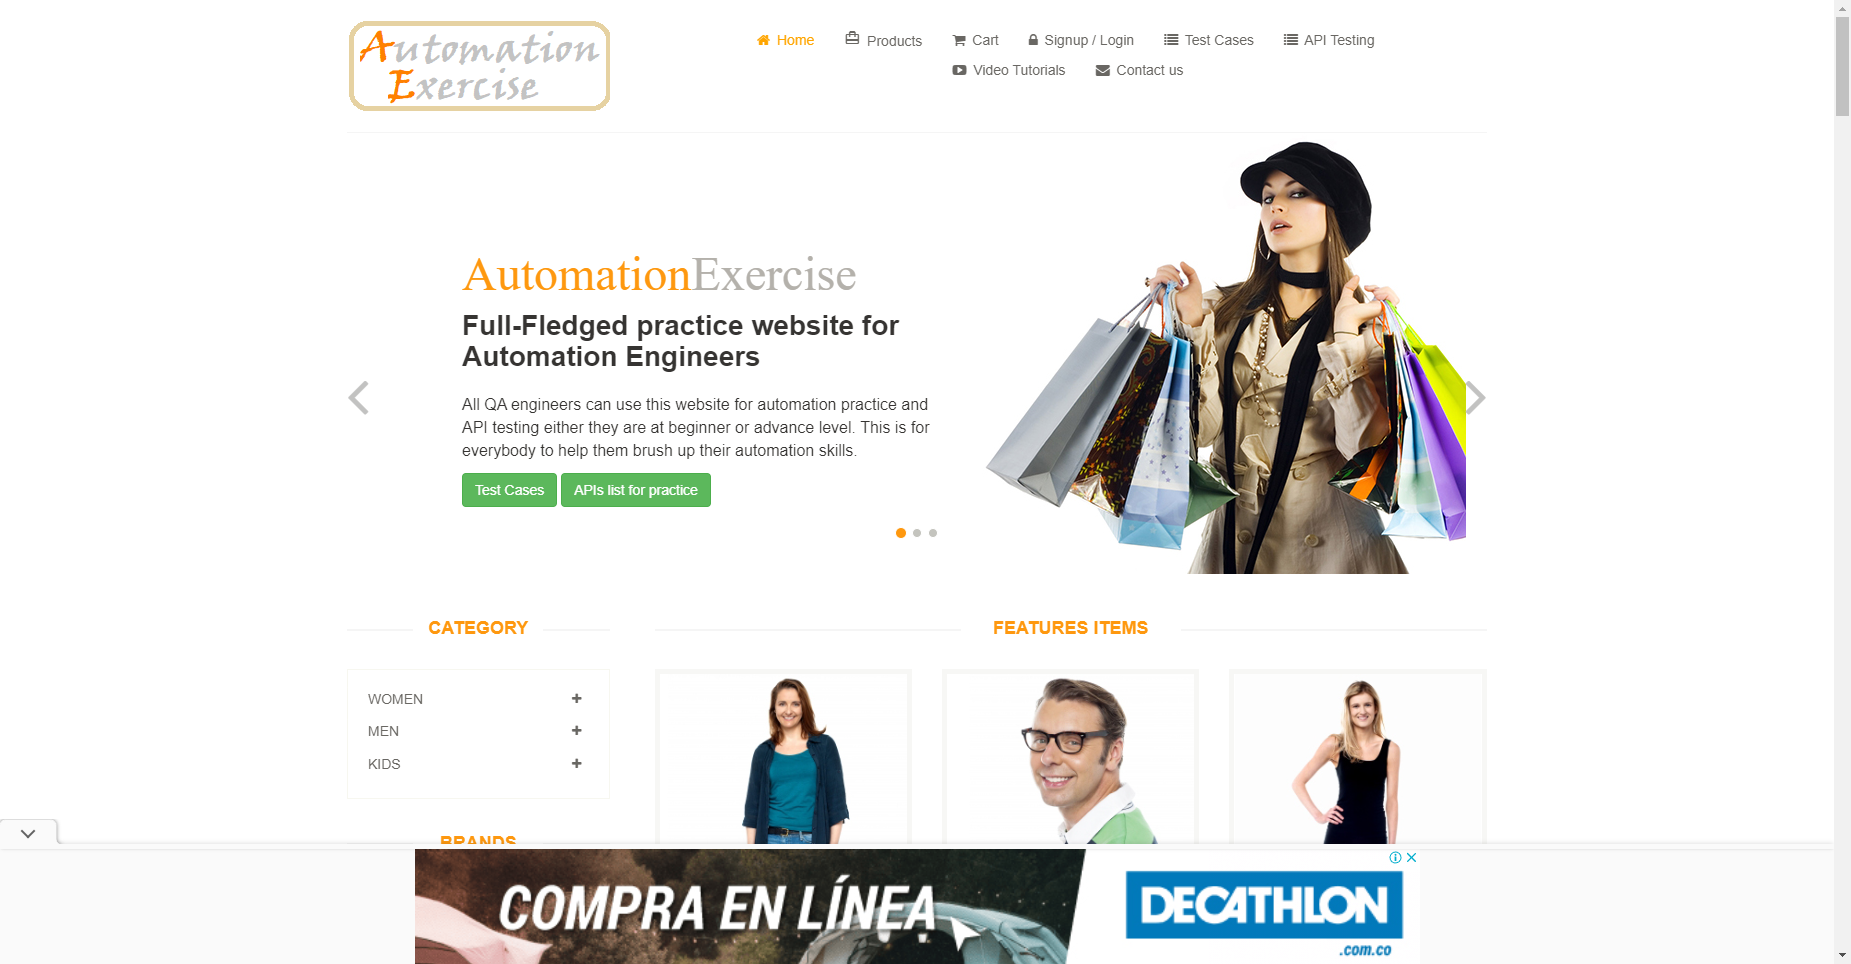 Automation
Exercise
Home
Products
Cart
Signup / Login
Test Cases
API Testing
Video Tutorials
Contact us
AutomationExercise
Full-Fledged practice website for
Automation Engineers
All QA engineers can use this website for automation practice and
API testing either they are at beginner or advance level. This is for
everybody to help them brush up their automation skills.
Test Cases
APIs list for practice
CATEGORY
FEATURES ITEMS
WOMEN
MEN
KIDS
BRANDS
COMPRA EN LÍNEA
DECATHLON
.com.co